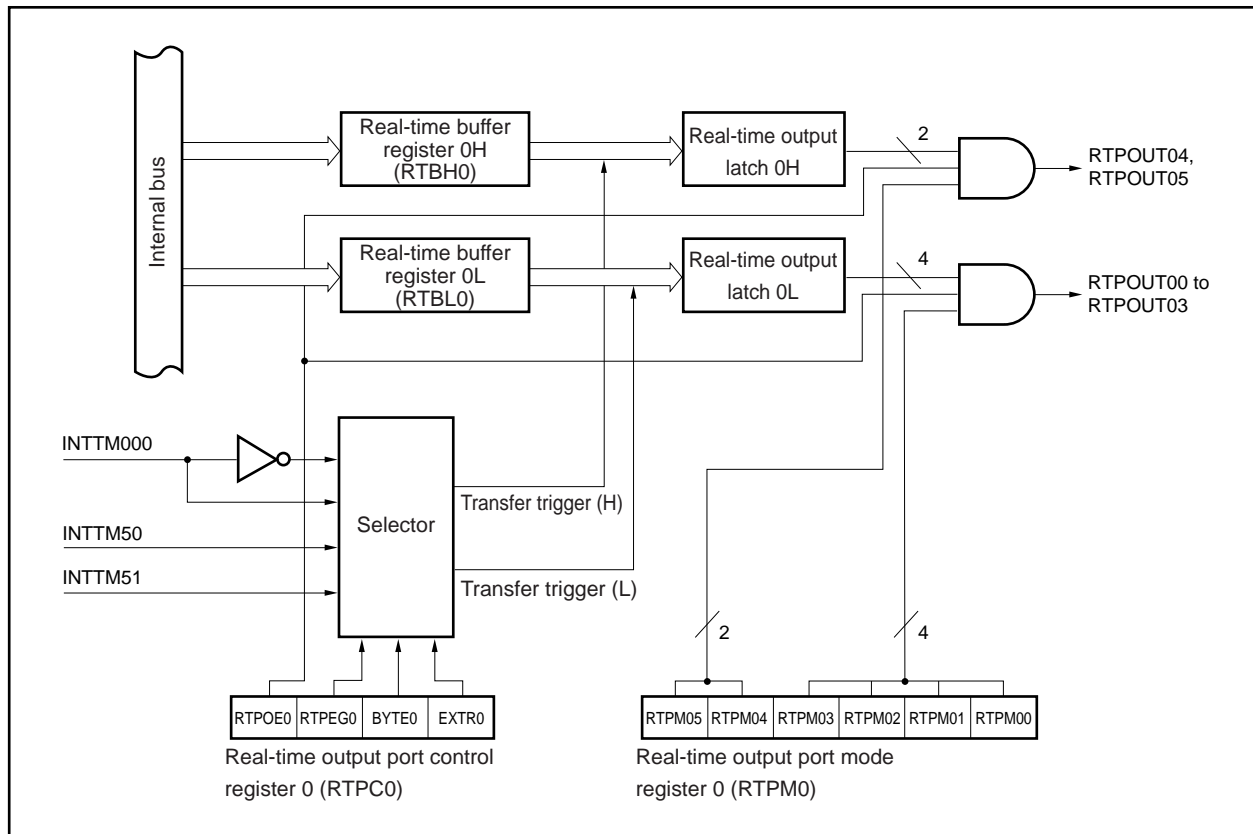 Internal bus
Real-time buffer
register 0H
(RTBH0)
Real-time output
latch 0H
2
RTPOUT04,
RTPOUT05
Real-time buffer
register 0L
(RTBL0)
Real-time output
latch 0L
4
RTPOUT00 to
RTPOUT03
INTTM000
INTTM50
INTTM51
Selector
Transfer trigger (H)
Transfer trigger (L)
2
4
RTPOE0 RTPEG0 BYTE0 EXTR0
Real-time output port control
register 0 (RTPC0)
RTPM05 RTPM04 RTPM03 RTPM02 RTPM01 RTPM00
Real-time output port mode
register 0 (RTPM0)